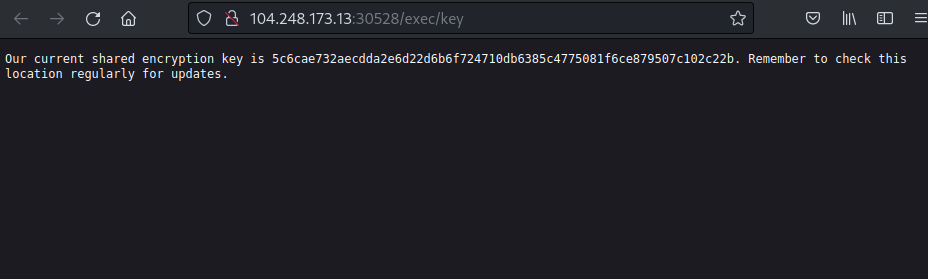 104.248.173.13:30528/exec/key
Our current shared encryption key is 5c6cae732aecdda2e6d22d6b6f724710db6385c4775081f6ce879507c102c22b. Remember to check this
location regularly for updates.